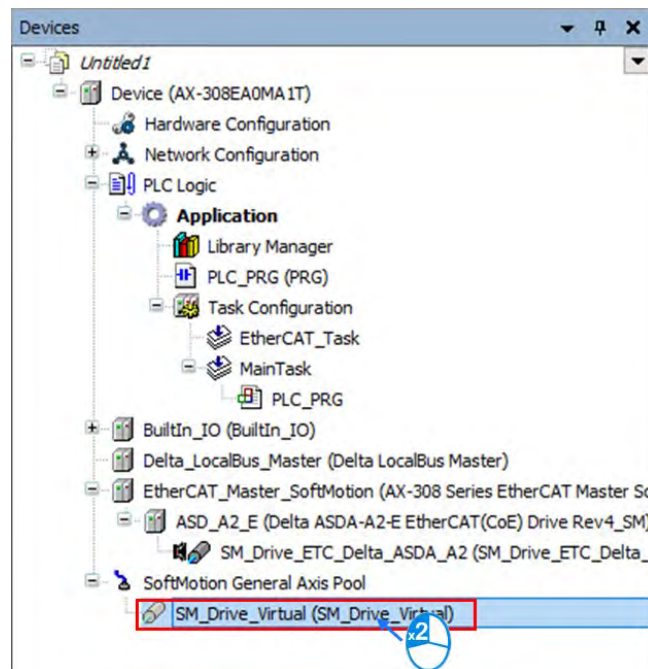 Devices
Untitled1
Device (AX-308EA0MA1T)
Hardware Configuration
Network Configuration
PLC Logic
Application
Library Manager
PLC_PRG (PRG)
Task Configuration
EtherCAT_Task
MainTask
PLC_PRG
BuiltIn_IO (BuiltIn_IO)
Delta_LocalBus_Master (Delta LocalBus Master)
EtherCAT_Master_SoftMotion (AX-308 Series EtherCAT Master So
ASD_A2_E (Delta ASDA-A2-E EtherCAT(CoE) Drive Rev4_SM)
SM_Drive_ETC_Delta_ASDA_A2 (SM_Drive_ETC_Delta_
SoftMotion General Axis Pool
SM_Drive_Virtual (SM_Drive_Virtual)
x2